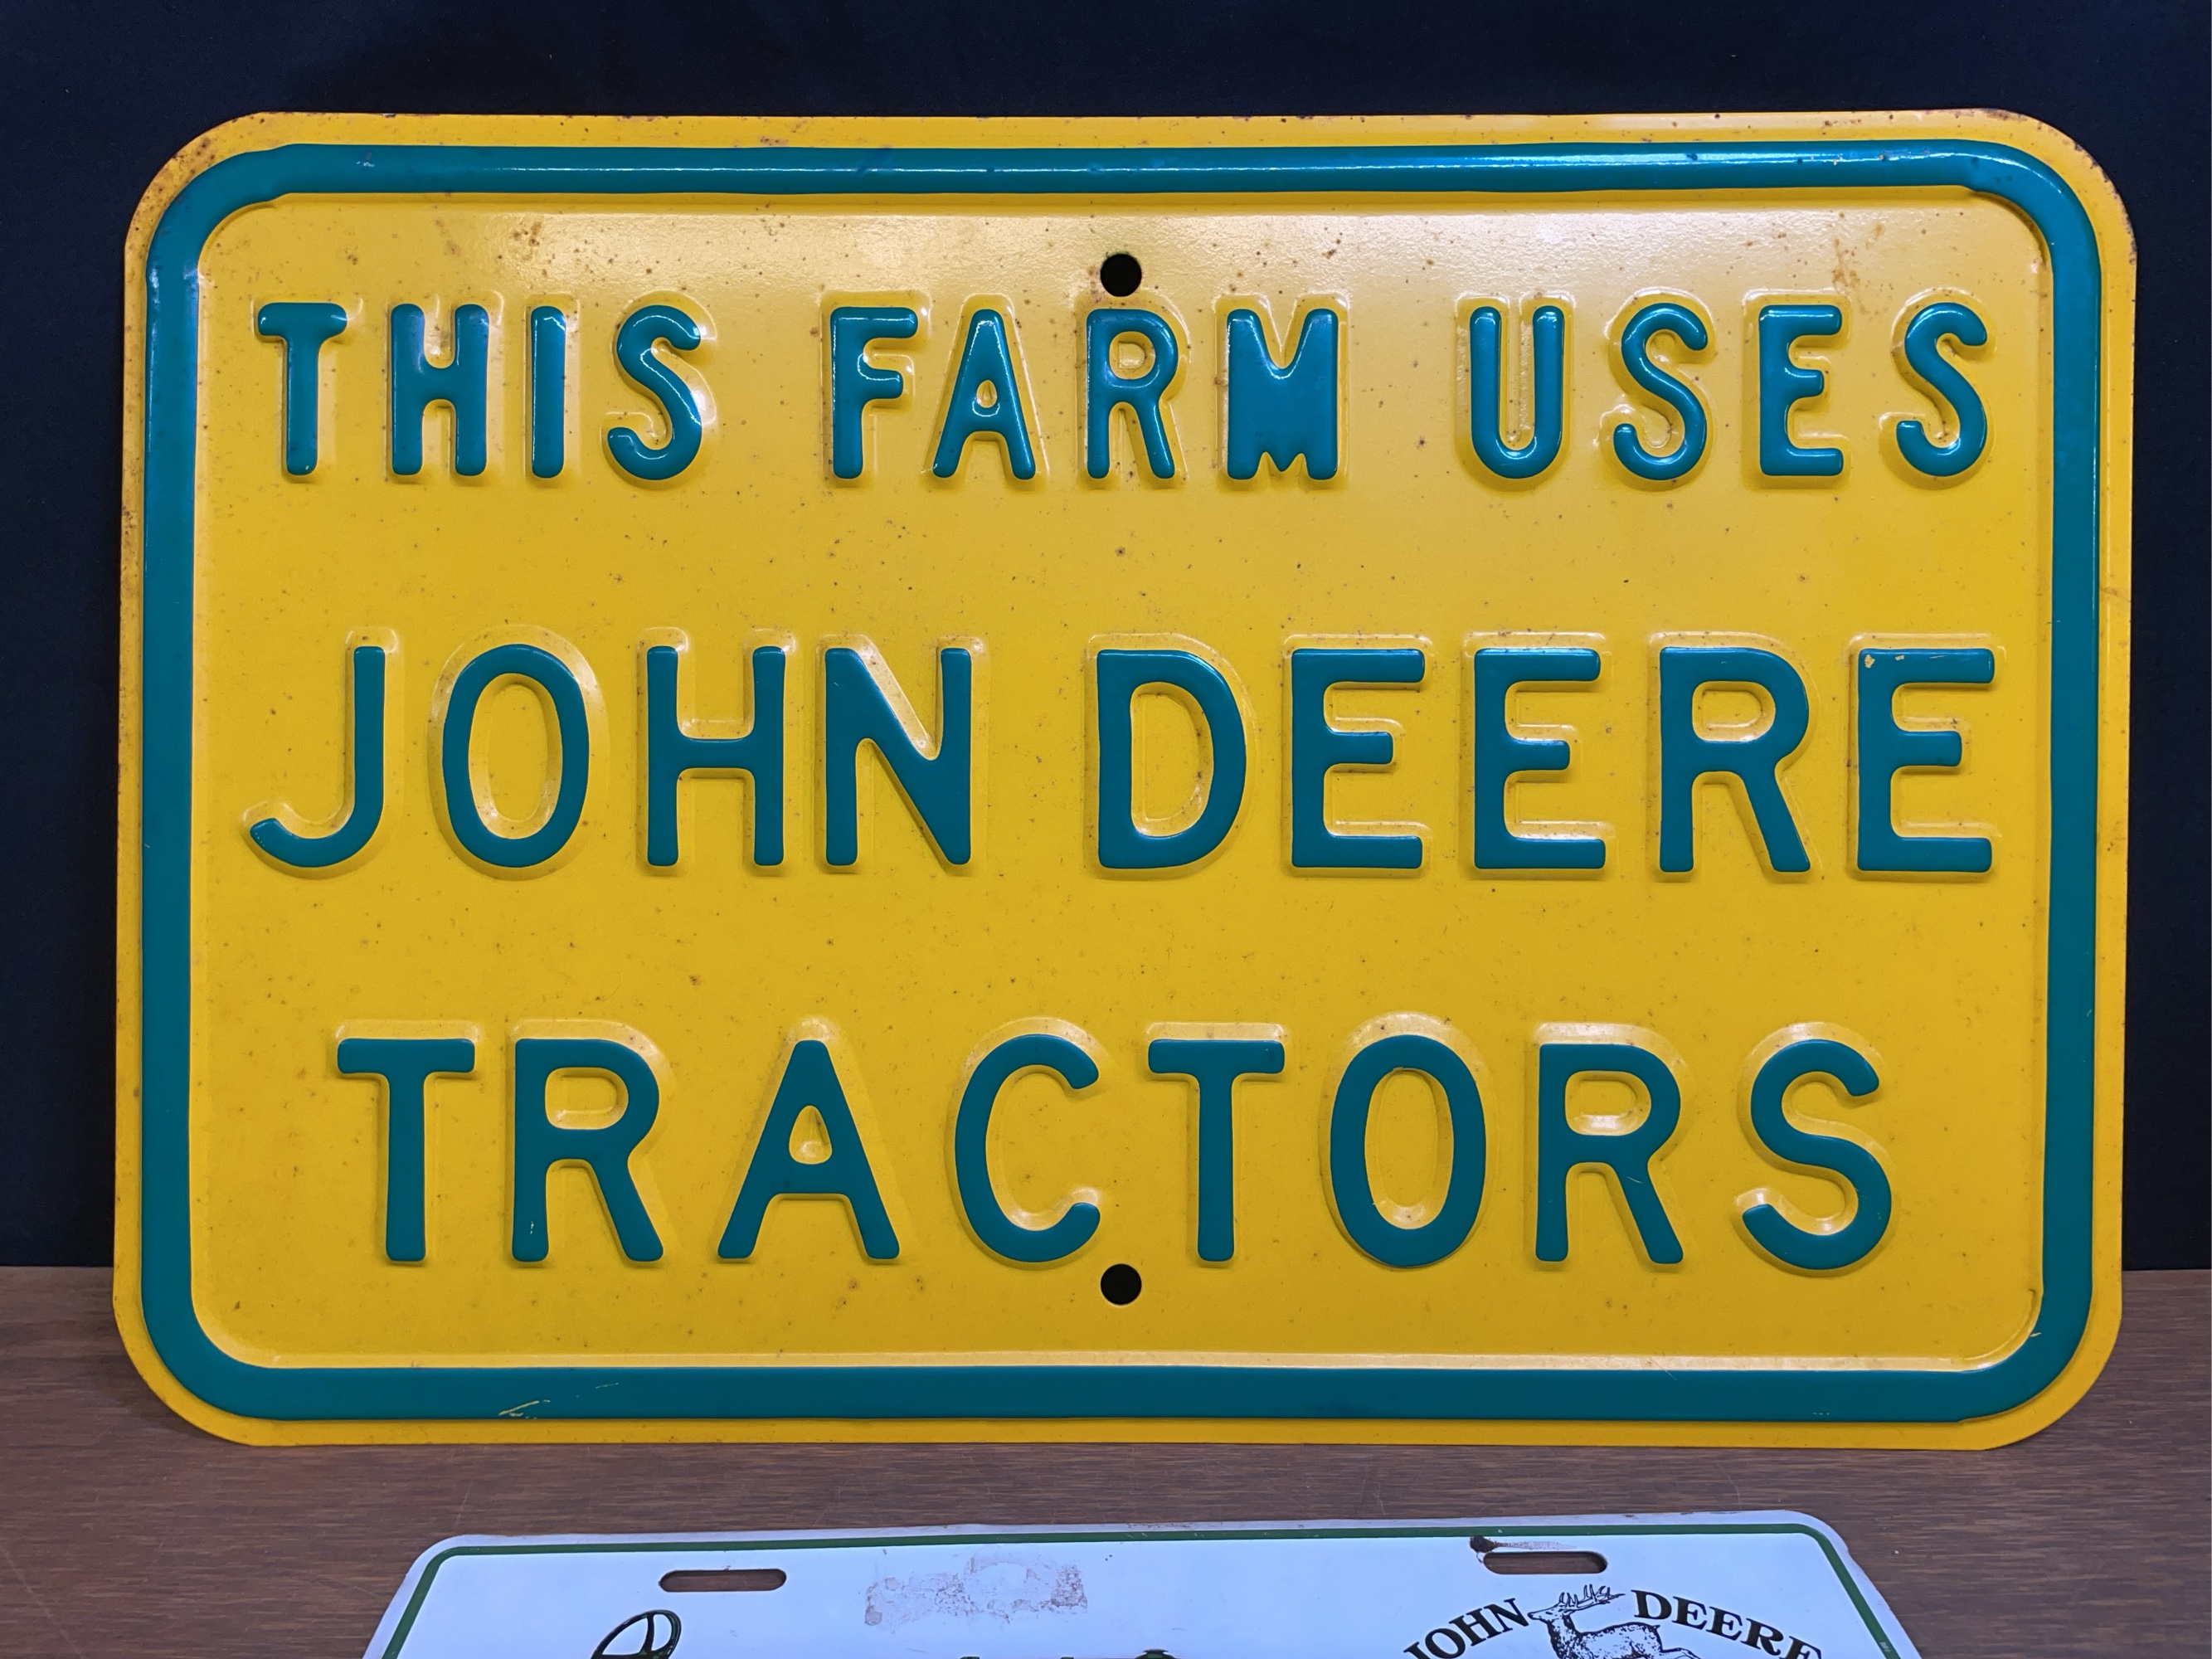 THIS FARM USES
JOHN DEERE
TRACTORS
JOHN DEERE